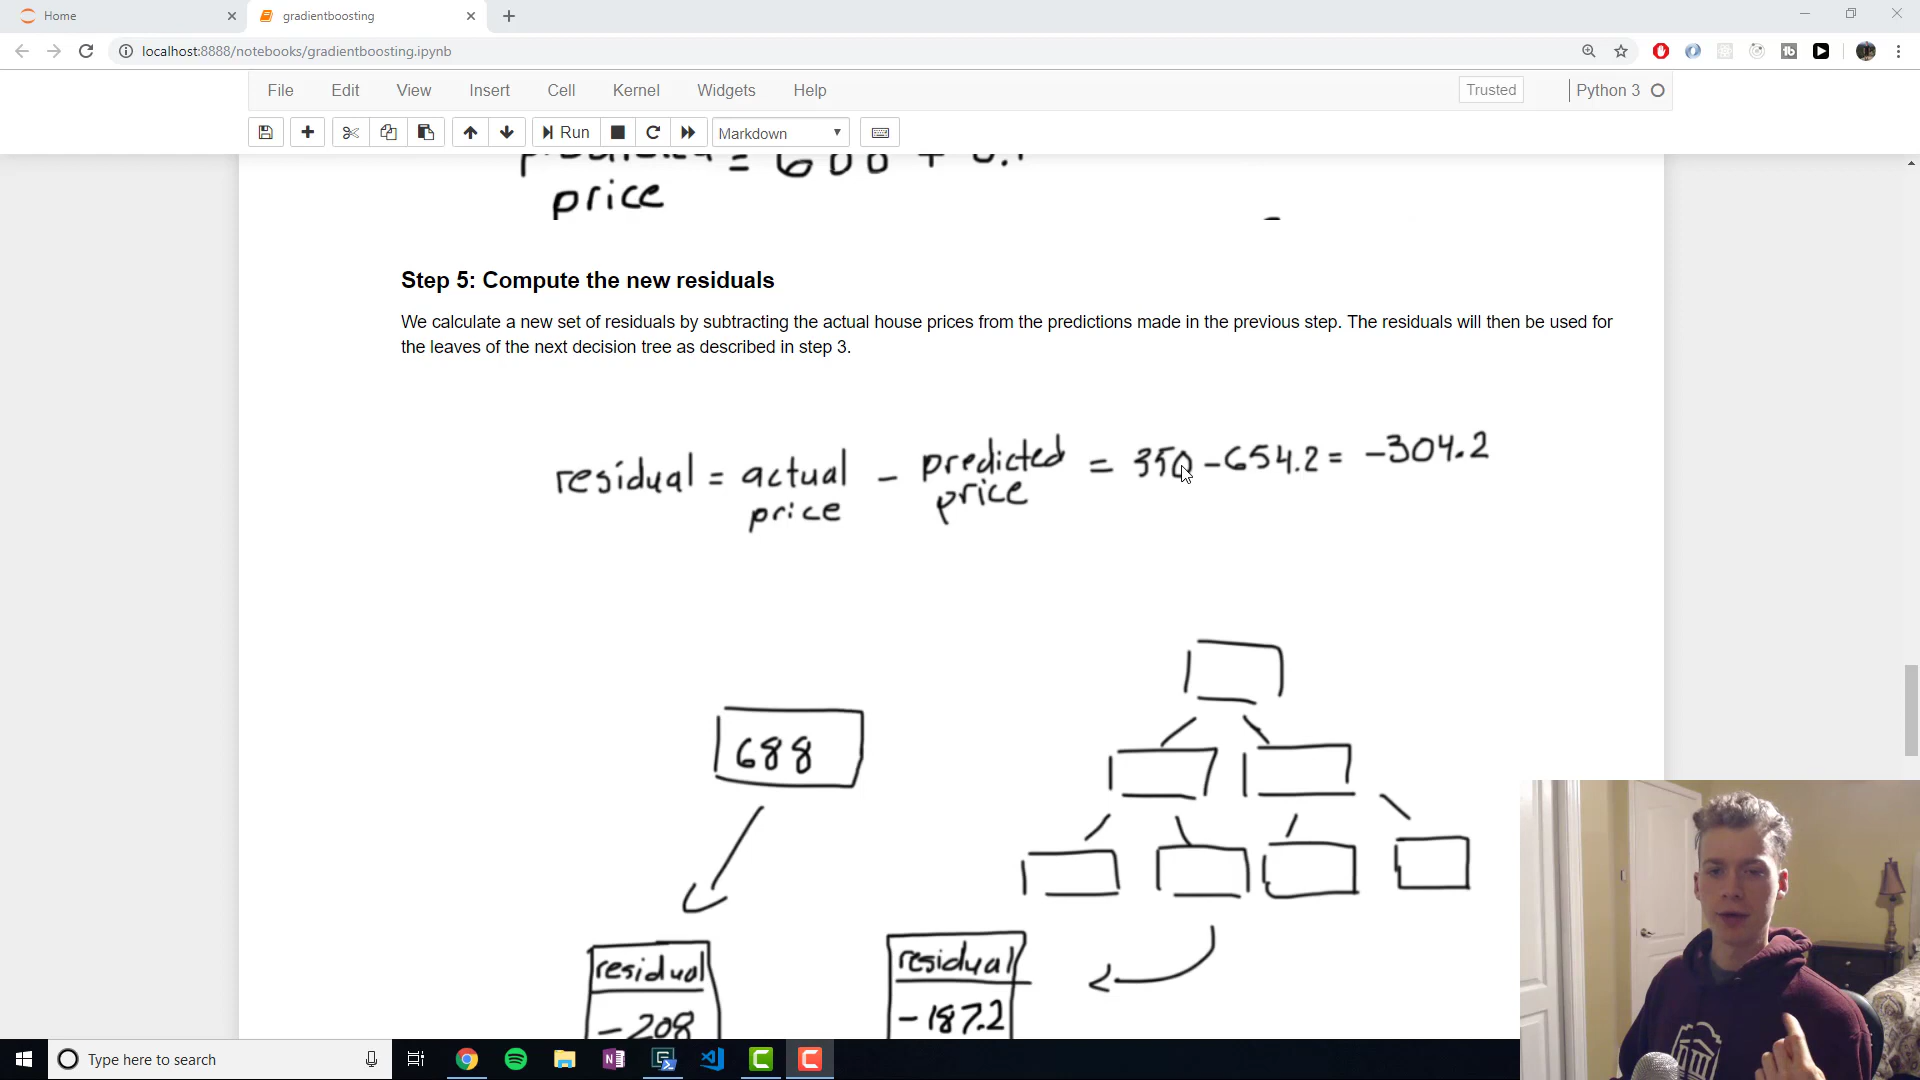 Home
gradientboosting
localhost:8888/notebooks/gradientboosting.ipynb
File Edit View Insert Cell Kernel Widgets Help Trusted Python 3
Run Markdown
= 600 + 0.1
price
Step 5: Compute the new residuals
We calculate a new set of residuals by subtracting the actual house prices from the predictions made in the previous step. The residuals will then be used for
the leaves of the next decision tree as described in step 3.
residual = actual price - predicted price = 350 - 654.2 = -304.2
688
residual
-208
residual
-187.2
Type here to search